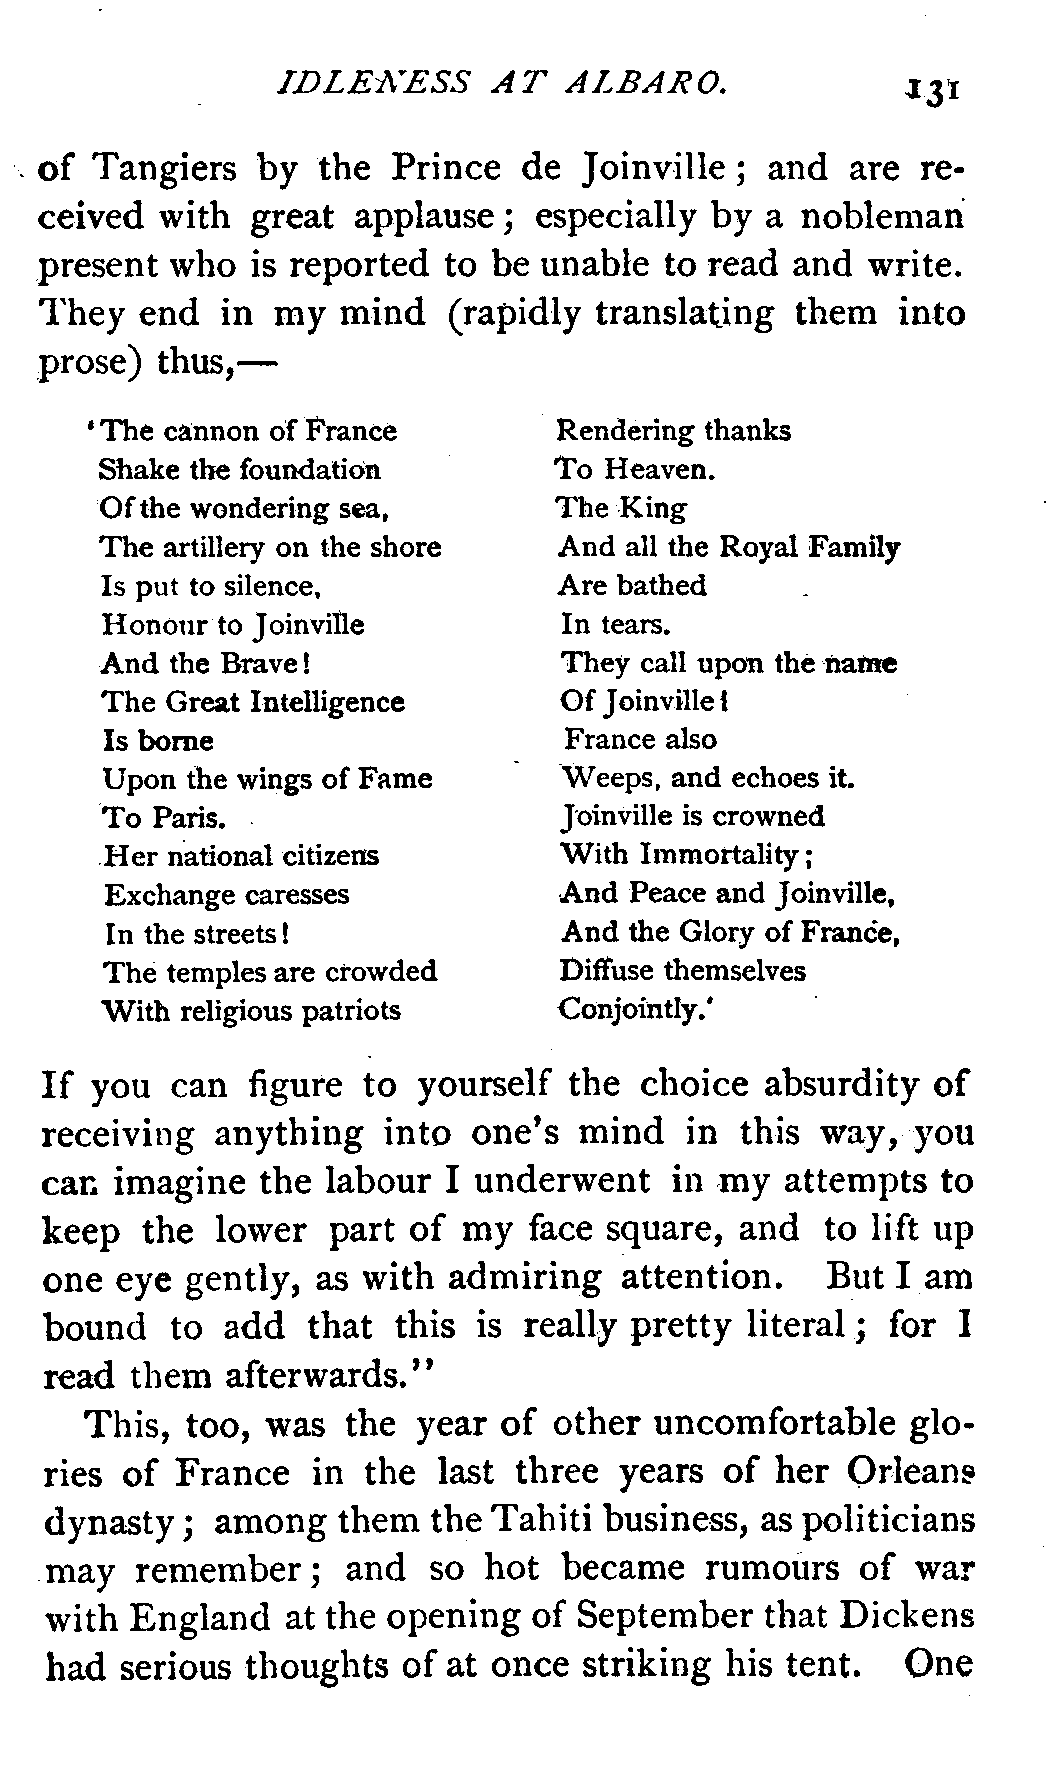 IDLENESS AT ALBARO. 131
of Tangiers by the Prince de Joinville ; and are re-
ceived with great applause ; especially by a nobleman
present who is reported to be unable to read and write.
They end in my mind (rapidly translating them into
prose) thus,—
‘The cannon of France
Shake the foundation
Of the wondering sea,
The artillery on the shore
Is put to silence,
Honour to Joinville
And the Brave!
The Great Intelligence
Is borne
Upon the wings of Fame
To Paris.
Her national citizens
Exchange caresses
In the streets!
The temples are crowded
With religious patriots
Rendering thanks
To Heaven.
The King
And all the Royal Family
Are bathed
In tears.
They call upon the name
Of Joinville!
France also
Weeps, and echoes it.
Joinville is crowned
With Immortality;
And Peace and Joinville,
And the Glory of France,
Diffuse themselves
Conjointly.’
If you can figure to yourself the choice absurdity of
receiving anything into one's mind in this way, you
can imagine the labour I underwent in my attempts to
keep the lower part of my face square, and to lift up
one eye gently, as with admiring attention. But I am
bound to add that this is really pretty literal ; for I
read them afterwards."
This, too, was the year of other uncomfortable glo-
ries of France in the last three years of her Orleans
dynasty ; among them the Tahiti business, as politicians
may remember ; and so hot became rumours of war
with England at the opening of September that Dickens
had serious thoughts of at once striking his tent. One